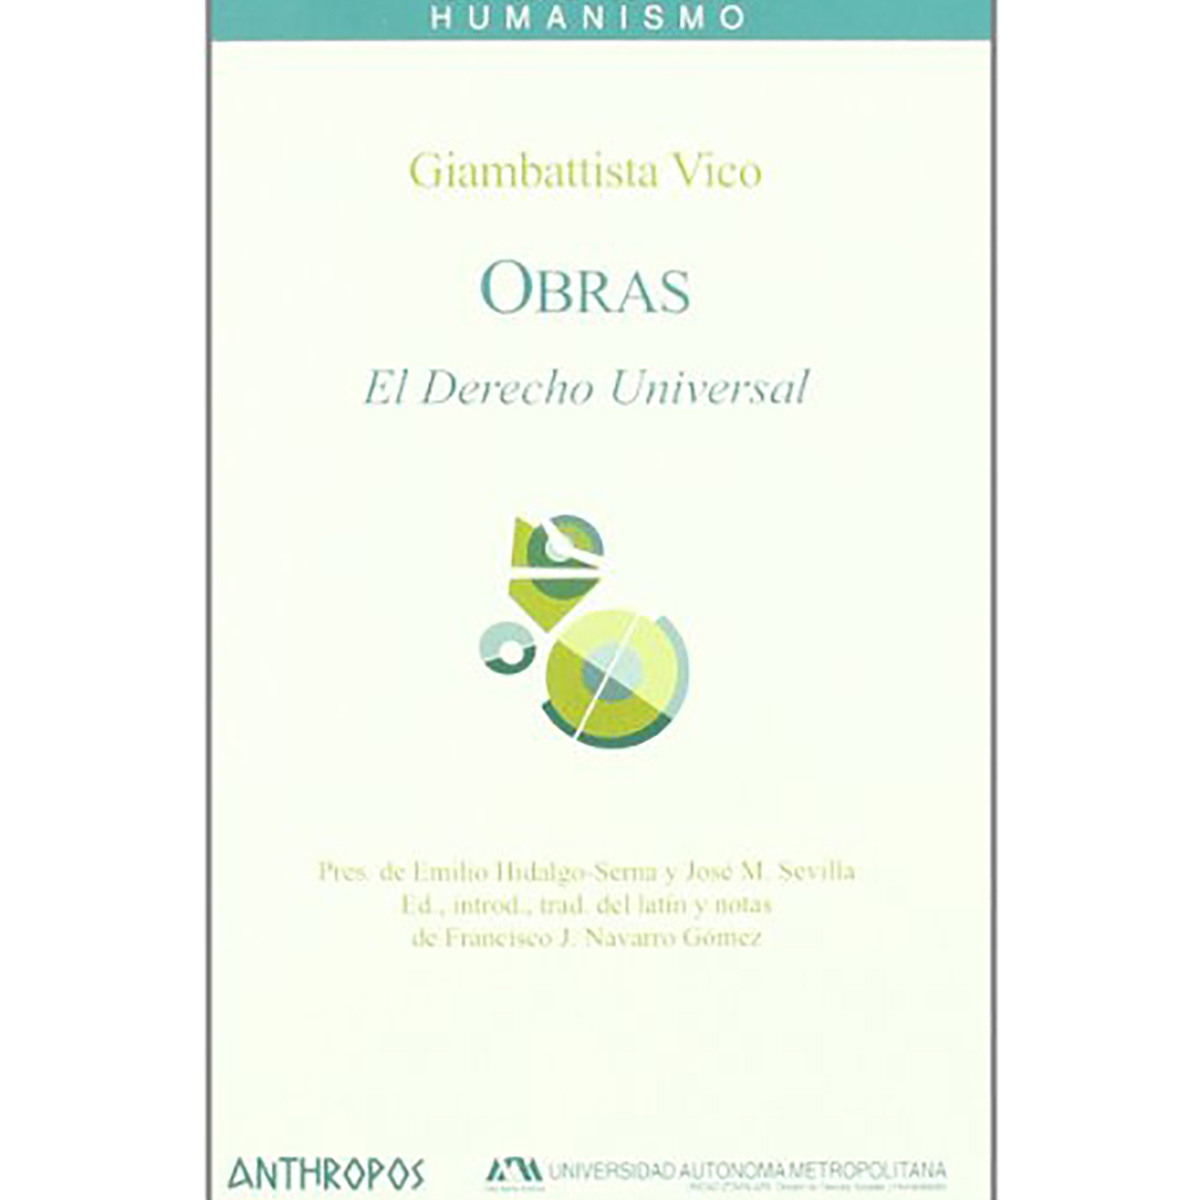 HUMANISMO
Giambattista Vico
OBRAS
El Derecho Universal
Pres. de Emilio Hidalgo-Serna y José M. Sevilla
Ed., introd., trad. del latín y notas
de Francisco J. Navarro Gómez
ANTHROPOS
UNIVERSIDAD AUTONOMA METROPOLITANA